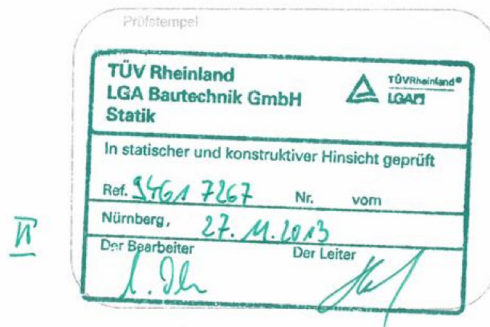 Prüfstempel
TÜV Rheinland
LGA Bautechnik GmbH
Statik
TÜVRheinland®
LGA
In statischer und konstruktiver Hinsicht geprüft
Ref. 9461 7267 Nr. vom
Nürnberg, 27.11.2013
Der Bearbeiter Der Leiter